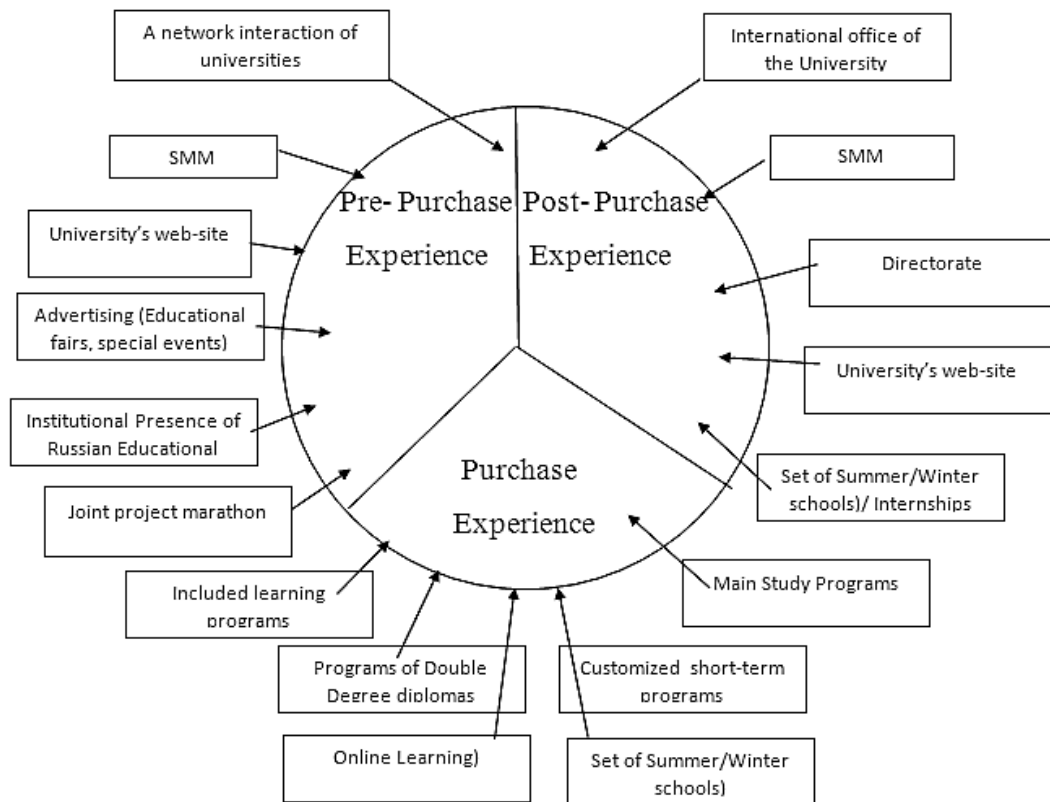 A network interaction of
universities
International office of
the University
SMM
SMM
Pre- Purchase
Experience
Post- Purchase
Experience
University's web-site
Directorate
Advertising (Educational
fairs, special events)
University's web-site
Institutional Presence of
Russian Educational
Purchase
Experience
Set of Summer/Winter
schools)/ Internships
Joint project marathon
Main Study Programs
Included learning
programs
Programs of Double
Degree diplomas
Customized short-term
programs
Online Learning)
Set of Summer/Winter
schools)